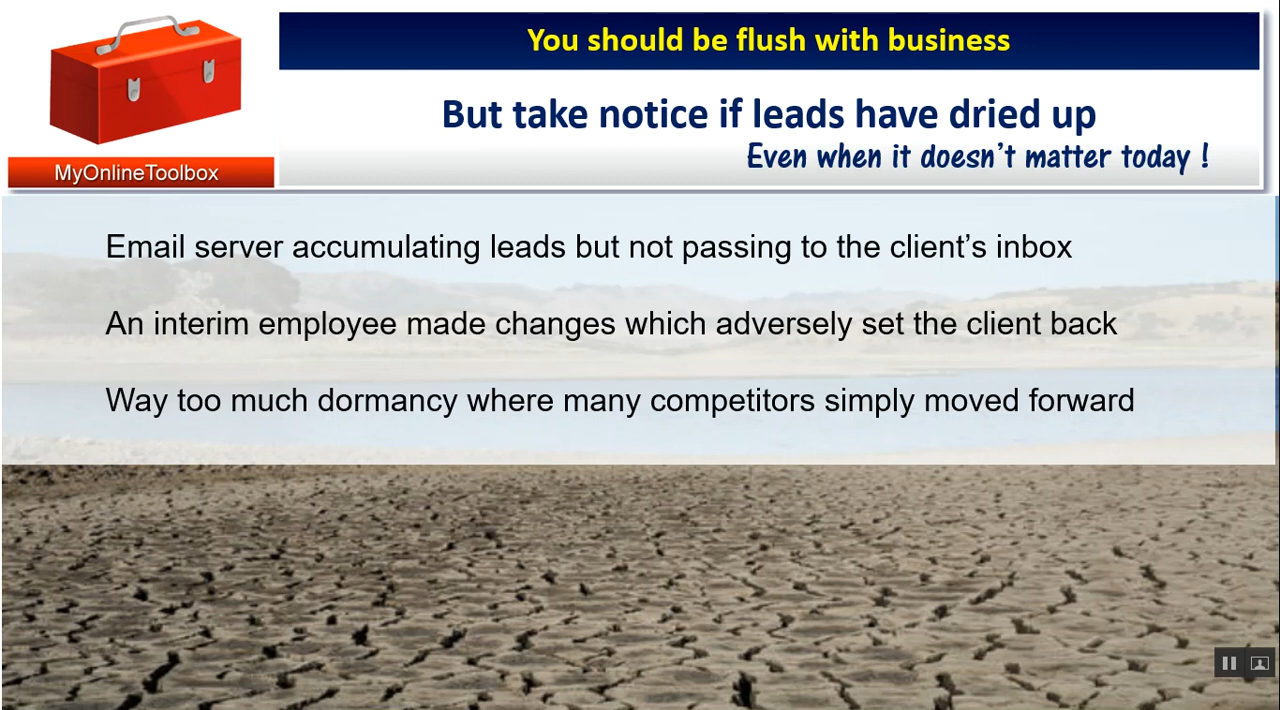 You should be flush with business
But take notice if leads have dried up
Even when it doesn't matter today !
MyOnlineToolbox
Email server accumulating leads but not passing to the client’s inbox
An interim employee made changes which adversely set the client back
Way too much dormancy where many competitors simply moved forward